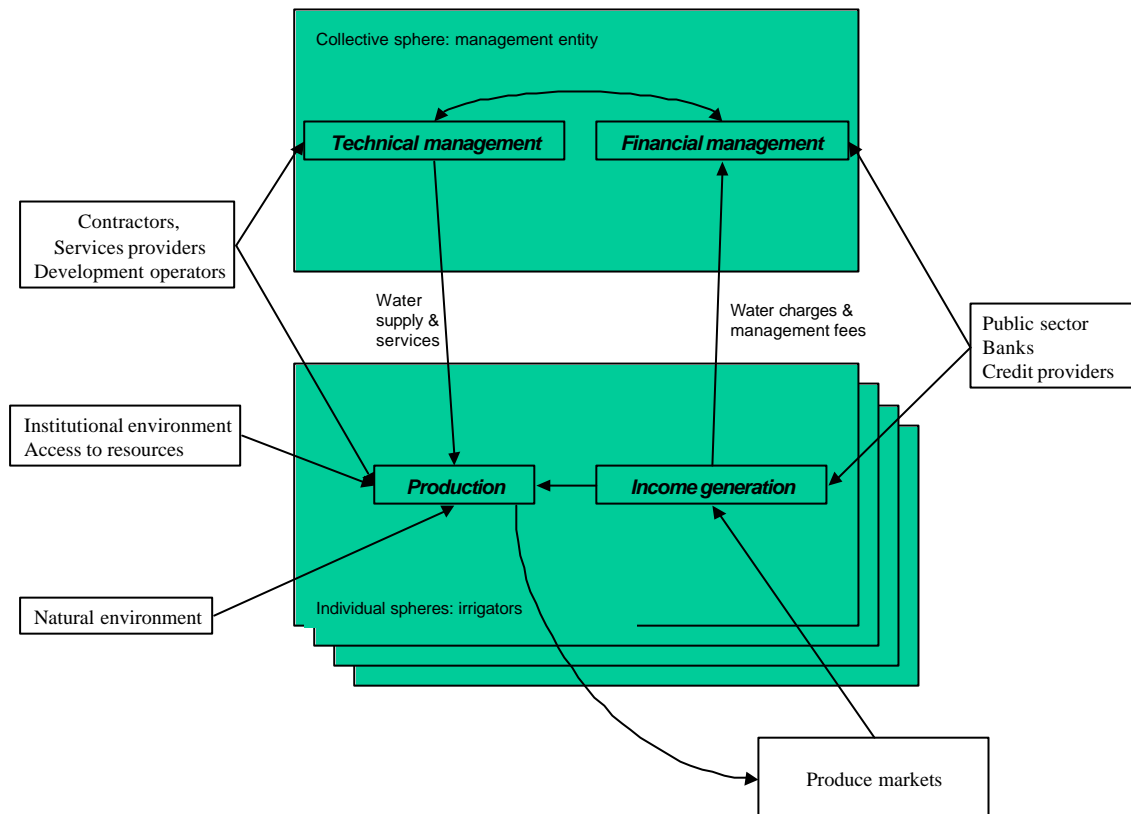 Collective sphere: management entity
Technical management
Financial management
Contractors,
Services providers
Development operators
Water
supply &
services
Water charges &
management fees
Public sector
Banks
Credit providers
Institutional environment
Access to resources
Production
Income generation
Natural environment
Individual spheres: irrigators
Produce markets